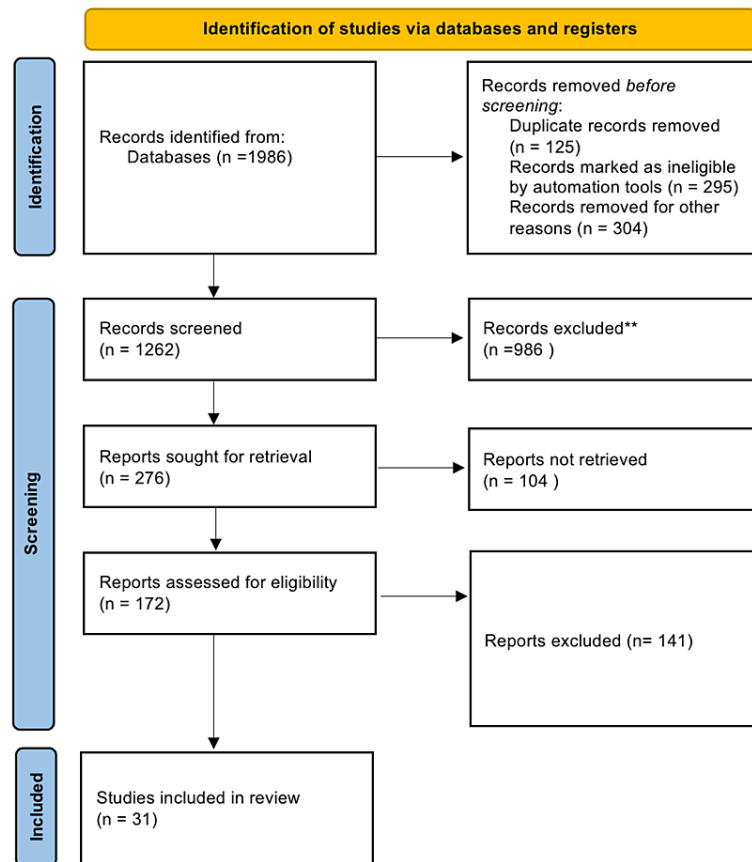 Identification of studies via databases and registers
Identification
Records identified from:
Databases (n =1986)
Records removed before
screening:
Duplicate records removed
(n = 125)
Records marked as ineligible
by automation tools (n = 295)
Records removed for other
reasons (n = 304)
Screening
Records screened
(n = 1262)
Records excluded**
(n =986 )
Reports sought for retrieval
(n = 276)
Reports not retrieved
(n = 104 )
Reports assessed for eligibility
(n = 172)
Reports excluded (n= 141)
Included
Studies included in review
(n = 31)